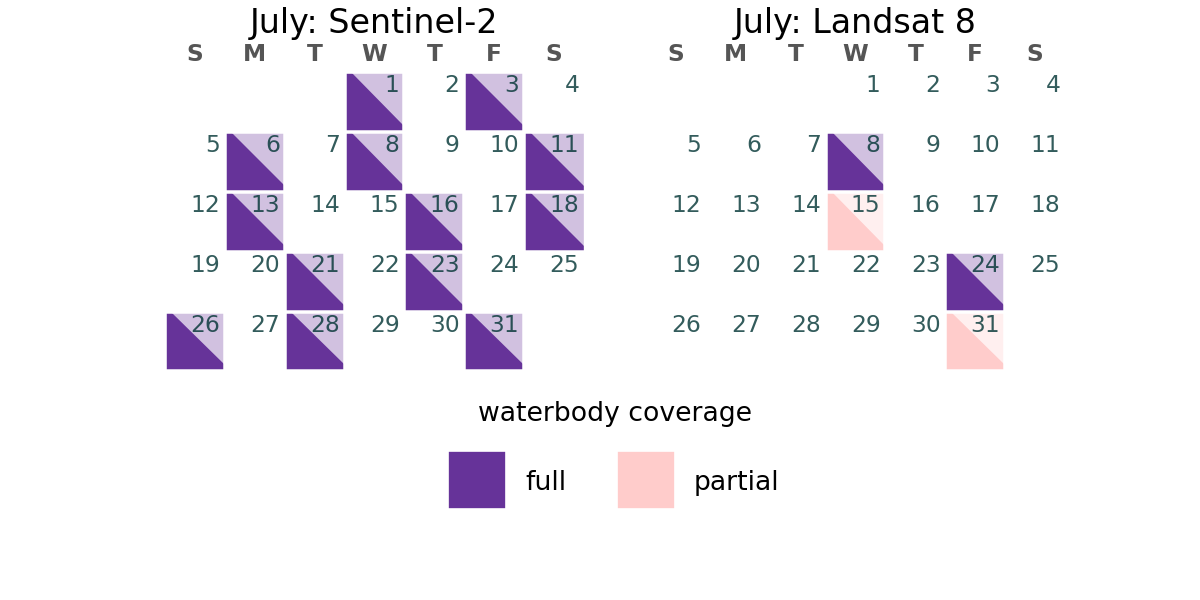 July: Sentinel-2
S M T W T F S
1 2 3 4
5 6 7 8 9 10 11
12 13 14 15 16 17 18
19 20 21 22 23 24 25
26 27 28 29 30 31
July: Landsat 8
S M T W T F S
1 2 3 4
5 6 7 8 9 10 11
12 13 14 15 16 17 18
19 20 21 22 23 24 25
26 27 28 29 30 31
waterbody coverage
full
partial